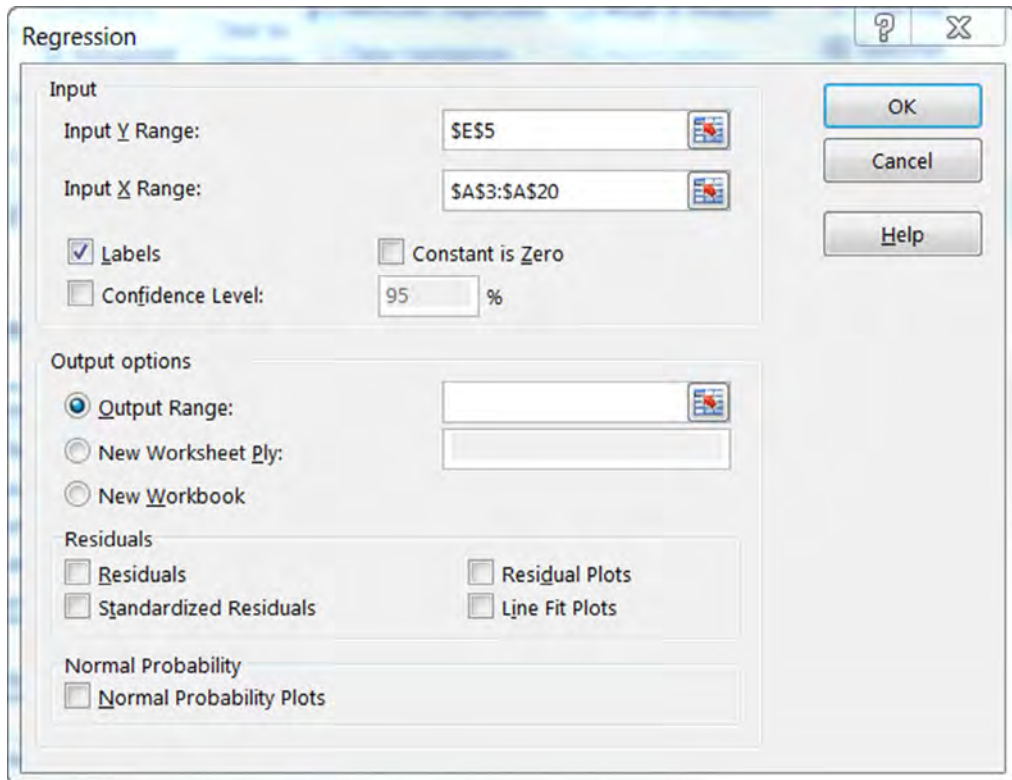 Regression
Input
Input Y Range: $E$5
Input X Range: $A$3:$A$20
Labels Constant is Zero
Confidence Level: 95 %
OK
Cancel
Help
Output options
Output Range:
New Worksheet Ply:
New Workbook
Residuals
Residuals Residual Plots
Standardized Residuals Line Fit Plots
Normal Probability
Normal Probability Plots